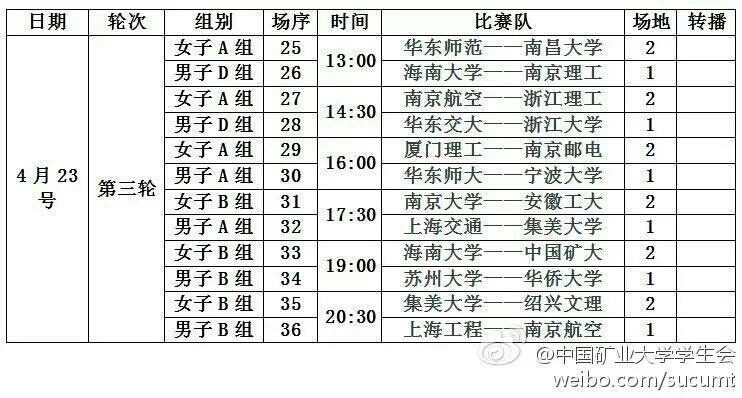 日期 轮次 组别 场序 时间 比赛队 场地 转播
4月23号 第三轮 女子A组 25 13:00 华东师范——南昌大学 2
男子D组 26 海南大学——南京理工 1
女子A组 27 14:30 南京航空——浙江理工 2
男子D组 28 华东交大——浙江大学 1
女子A组 29 16:00 厦门理工——南京邮电 2
男子A组 30 华东师大——宁波大学 1
女子B组 31 17:30 南京大学——安徽工大 2
男子A组 32 上海交通——集美大学 1
女子B组 33 19:00 海南大学——中国矿大 2
男子B组 34 苏州大学——华侨大学 1
女子B组 35 20:30 集美大学——绍兴文理 2
男子B组 36 上海工程——南京航空 1
@中国矿业大学学生会
weibo.com/sucumt